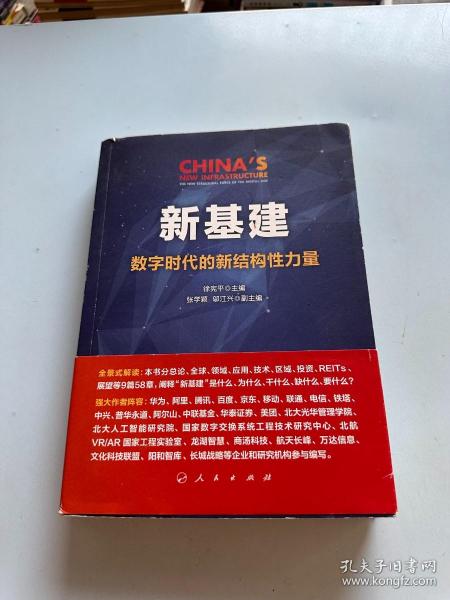 CHINA'S
NEW INFRASTRUCTURE
THE NEW STRUCTURAL FORCE OF THE DIGITAL AGE
新基建
数字时代的新结构性力量
徐宪平◎主编
张学颖 邬江兴◎副主编
全景式解读：本书分总论、全球、领域、应用、技术、区域、投资、REITs、
展望等9篇58章，阐释“新基建”是什么、为什么、干什么、缺什么、要什么？
强大作者阵容：华为、阿里、腾讯、百度、京东、移动、联通、电信、铁塔、
中兴、普华永道、阿尔山、中联基金、华泰证券、美团、北大光华管理学院、
北大人工智能研究院、国家数字交换系统工程技术研究中心、北航
VR/AR 国家工程实验室、龙湖智慧、商汤科技、航天长峰、万达信息、
文化科技联盟、阳和智库、长城战略等企业和研究机构参与编写。
人民出版社
孔夫子旧书网
www.kongfz.com